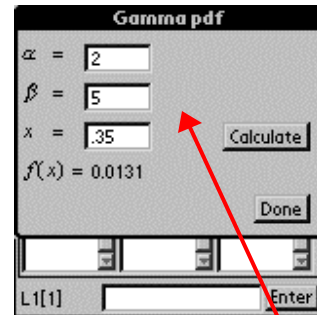 Gamma pdf
α = 2
β = 5
x = .35
Calculate
f(x) = 0.0131
Done
L1[1] Enter